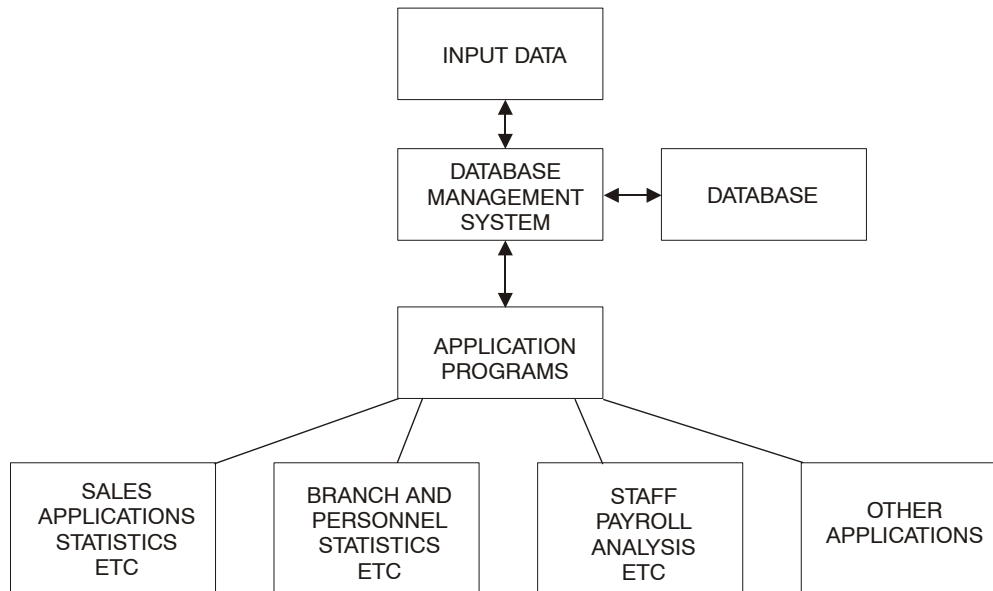 INPUT DATA
DATABASE
MANAGEMENT
SYSTEM
DATABASE
APPLICATION
PROGRAMS
SALES
APPLICATIONS
STATISTICS
ETC
BRANCH AND
PERSONNEL
STATISTICS
ETC
STAFF
PAYROLL
ANALYSIS
ETC
OTHER
APPLICATIONS